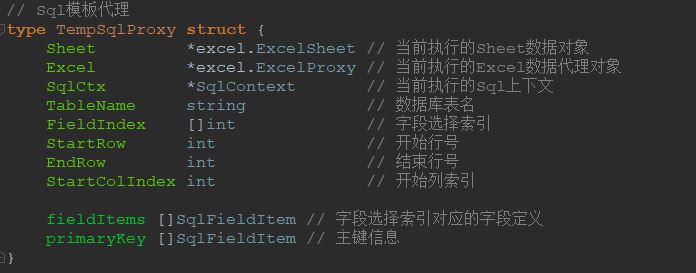 // Sql模板代理
type TempSqlProxy struct {
Sheet *excel.ExcelSheet // 当前执行的Sheet数据对象
Excel *excel.ExcelProxy // 当前执行的Excel数据代理对象
SqlCtx *SqlContext // 当前执行的Sql上下文
TableName string // 数据库表名
FieldIndex []int // 字段选择索引
StartRow int // 开始行号
EndRow int // 结束行号
StartColIndex int // 开始列索引
fieldItems []SqlFieldItem // 字段选择索引对应的字段定义
primaryKey []SqlFieldItem // 主键信息
}